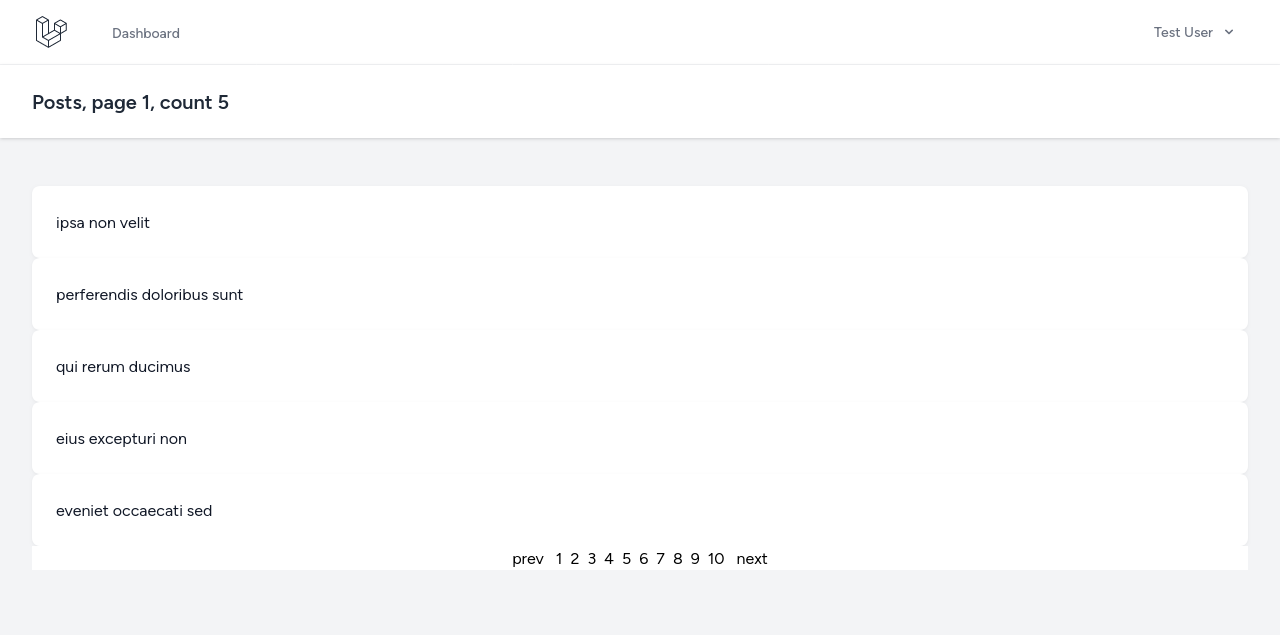 Dashboard
Test User
Posts, page 1, count 5
ipsa non velit
perferendis doloribus sunt
qui rerum ducimus
eius excepturi non
eveniet occaecati sed
prev 1 2 3 4 5 6 7 8 9 10 next